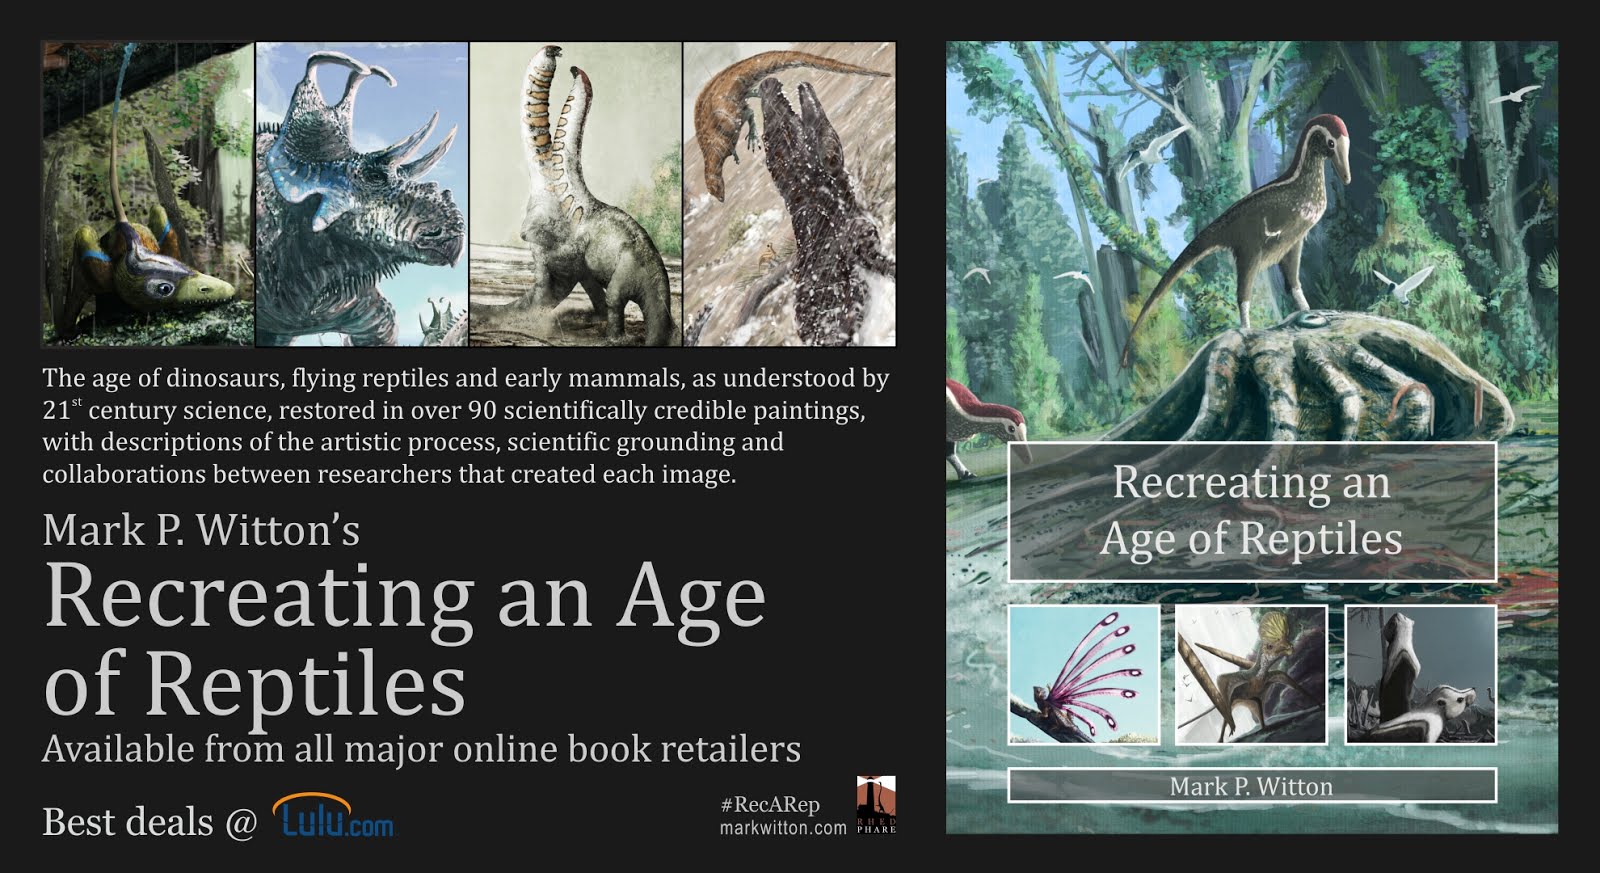 The age of dinosaurs, flying reptiles and early mammals, as understood by
21st century science, restored in over 90 scientifically credible paintings,
with descriptions of the artistic process, scientific grounding and
collaborations between researchers that created each image.
Mark P. Witton’s
Recreating an Age
of Reptiles
Available from all major online book retailers
Best deals @ Lulu.com
#RecARep
markwitton.com
RHED
PHARE
Recreating an
Age of Reptiles
Mark P. Witton